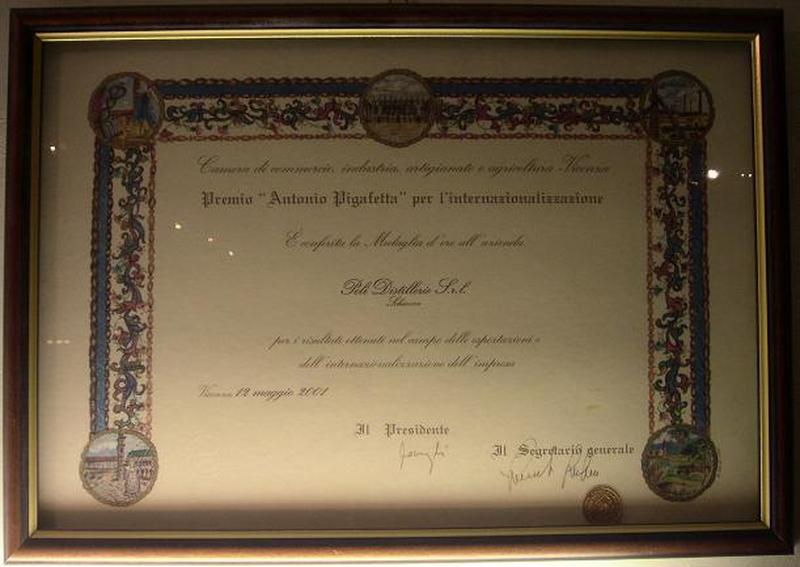 Camera di commercio, industria, artigianato e agricoltura - Vicenza
Premio "Antonio Pigafetta" per l'internazionalizzazione
È conferita la Medaglia d'oro all'azienda
Poli Distillerie S.r.l.
Schiavon
per i risultati ottenuti nel campo delle esportazioni e
dell'internazionalizzazione dell'impresa
Vicenza, 12 maggio 2001
Il Presidente
Il Segretario generale